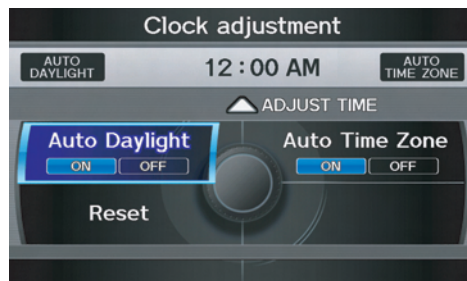 Clock adjustment
AUTO DAYLIGHT
12:00 AM
AUTO TIME ZONE
ADJUST TIME
Auto Daylight
ON OFF
Auto Time Zone
ON OFF
Reset